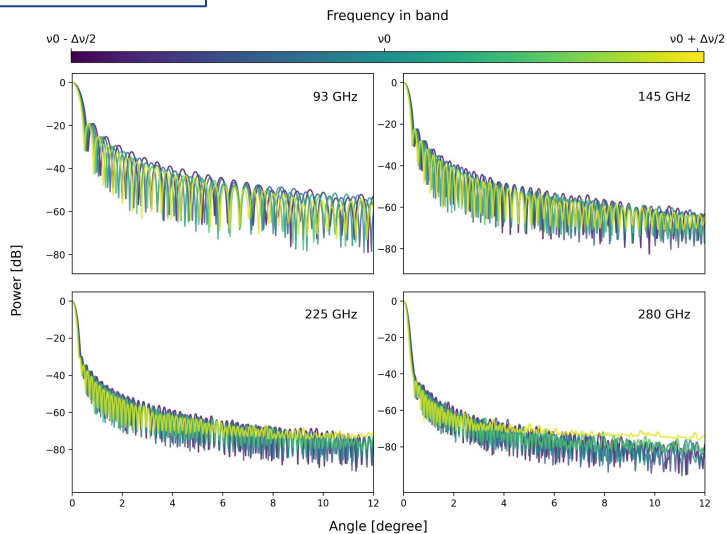 Frequency in band
ν0 - Δν/2 ν0 ν0 + Δν/2
93 GHz
0
−20
−40
−60
−80
145 GHz
0
−20
−40
−60
−80
225 GHz
0
−20
−40
−60
−80
0 2 4 6 8 10 12
280 GHz
0
−20
−40
−60
−80
0 2 4 6 8 10 12
Power [dB]
Angle [degree]